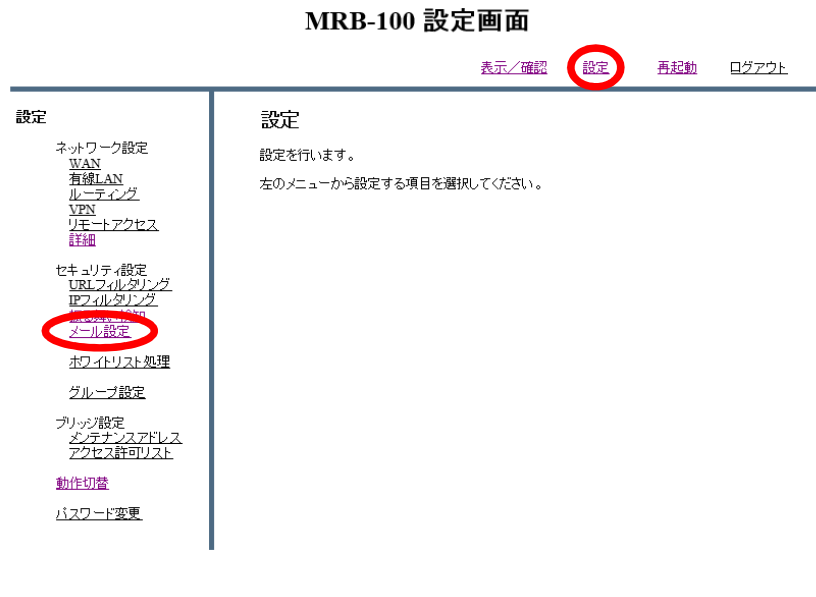 MRB-100 設定画面
表示／確認 設定 再起動 ログアウト
設定
ネットワーク設定
WAN
有線LAN
ルーティング
VPN
リモートアクセス
詳細
セキュリティ設定
URLフィルタリング
IPフィルタリング
メール設定
ホワイトリスト処理
グループ設定
ブリッジ設定
メンテナンスアドレス
アクセス許可リスト
動作切替
パスワード変更
設定
設定を行います。
左のメニューから設定する項目を選択してください。